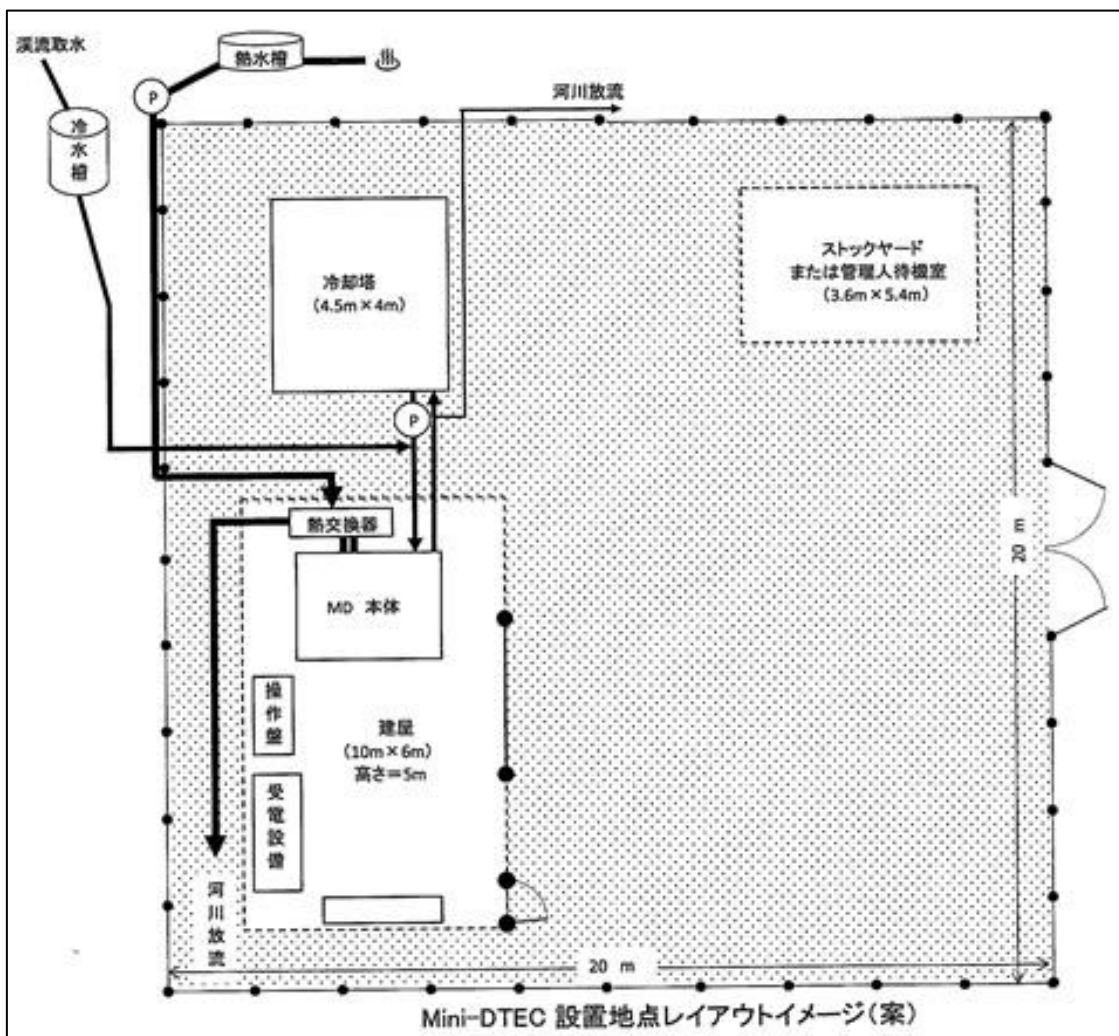 渓流取水
熱水槽
♨
P
冷水槽
河川放流
冷却塔
(4.5m×4m)
ストックヤード
または管理人待機室
(3.6m×5.4m)
P
熱交換器
MD 本体
20 m
操作盤
建屋
(10m×6m)
高さ=5m
受電設備
河川放流
20 m
Mini-DTEC 設置地点レイアウトイメージ(案)